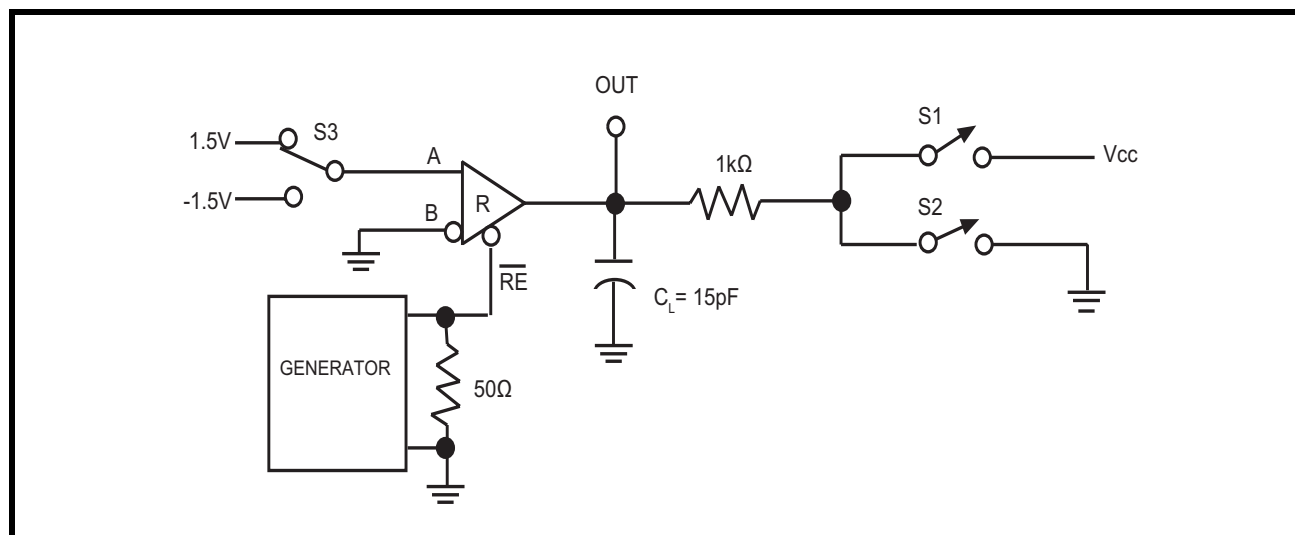 OUT
1.5V
S3
S1
A
1kΩ
Vcc
-1.5V
B
R
S2
RE
C_L = 15pF
GENERATOR
50Ω